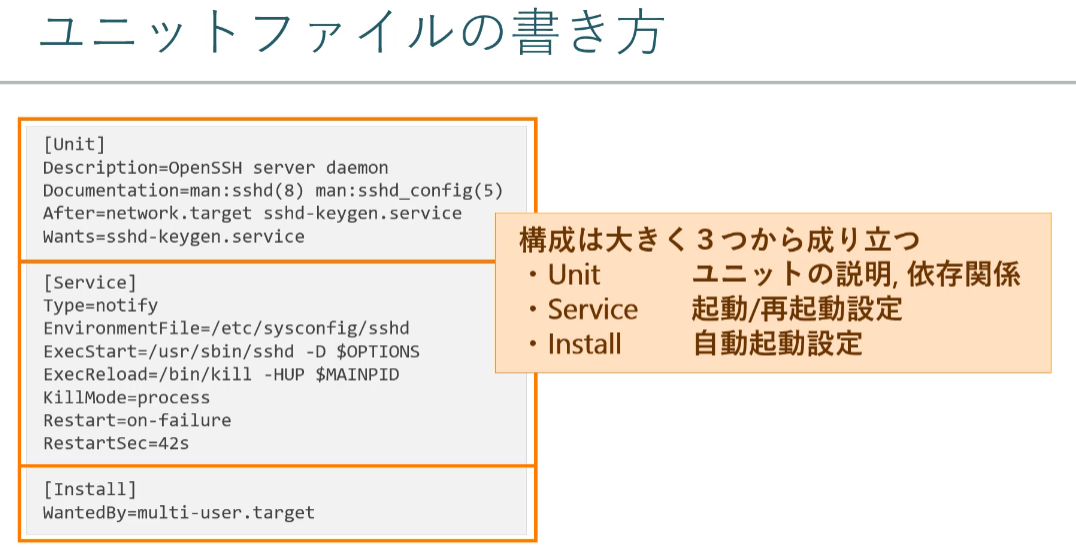 ユニットファイルの書き方
[Unit]
Description=OpenSSH server daemon
Documentation=man:sshd(8) man:sshd_config(5)
After=network.target sshd-keygen.service
Wants=sshd-keygen.service
[Service]
Type=notify
EnvironmentFile=/etc/sysconfig/sshd
ExecStart=/usr/sbin/sshd -D $OPTIONS
ExecReload=/bin/kill -HUP $MAINPID
KillMode=process
Restart=on-failure
RestartSec=42s
[Install]
WantedBy=multi-user.target
構成は大きく３つから成り立つ
・Unit ユニットの説明, 依存関係
・Service 起動/再起動設定
・Install 自動起動設定